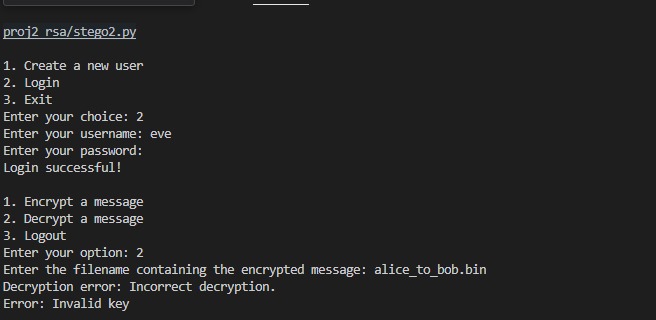 proj2 rsa/stego2.py
1. Create a new user
2. Login
3. Exit
Enter your choice: 2
Enter your username: eve
Enter your password:
Login successful!
1. Encrypt a message
2. Decrypt a message
3. Logout
Enter your option: 2
Enter the filename containing the encrypted message: alice_to_bob.bin
Decryption error: Incorrect decryption.
Error: Invalid key